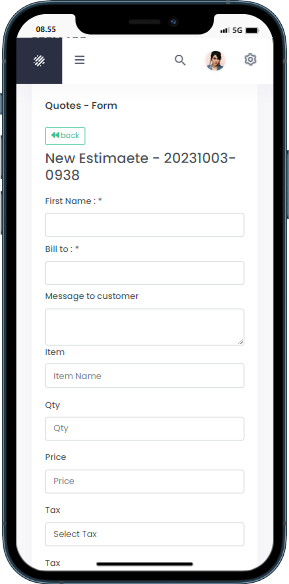 08.55
5G
Quotes - Form
back
New Estimaete - 20231003-
0938
First Name : *
Bill to : *
Message to customer
Item
Item Name
Qty
Qty
Price
Price
Tax
Select Tax
Tax